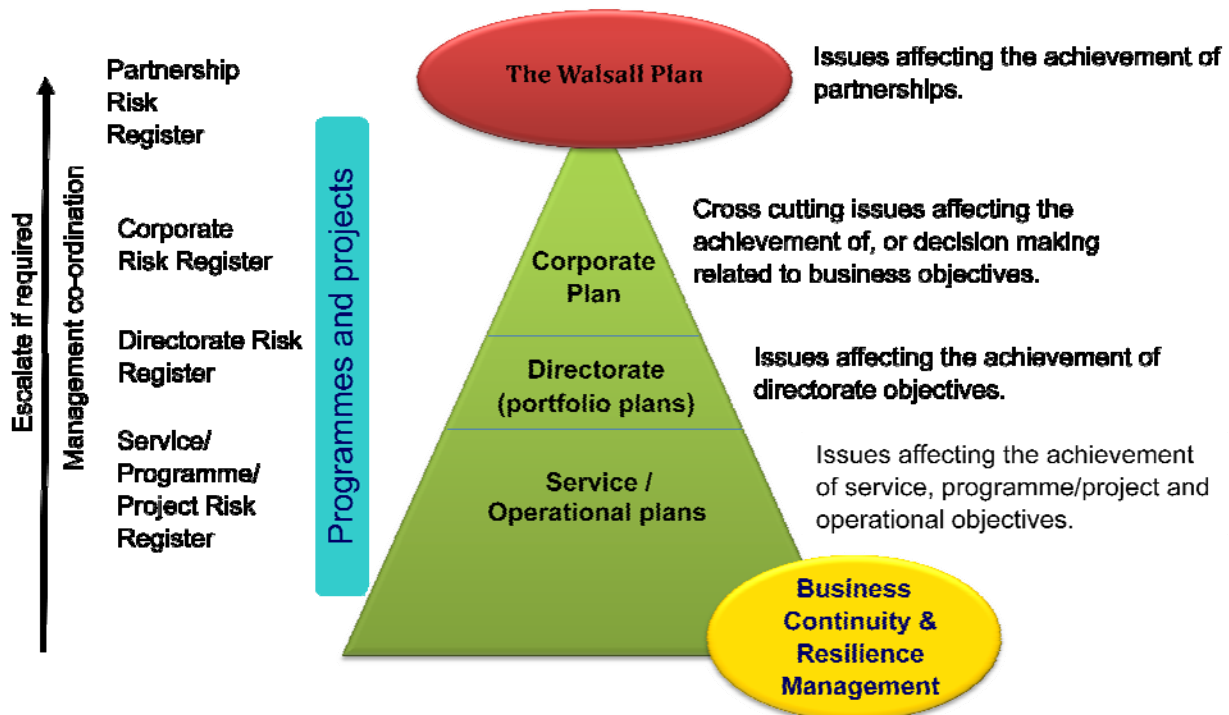 Escalate if required
Management co-ordination
Partnership
Risk
Register
Corporate
Risk Register
Directorate Risk
Register
Service/
Programme/
Project Risk
Register
Programmes and projects
The Walsall Plan
Corporate
Plan
Directorate
(portfolio plans)
Service /
Operational plans
Business
Continuity &
Resilience
Management
Issues affecting the achievement of
partnerships.
Cross cutting issues affecting the
achievement of, or decision making
related to business objectives.
Issues affecting the achievement of
directorate objectives.
Issues affecting the achievement
of service, programme/project and
operational objectives.